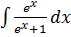 ∫ e^x / (e^x + 1) dx